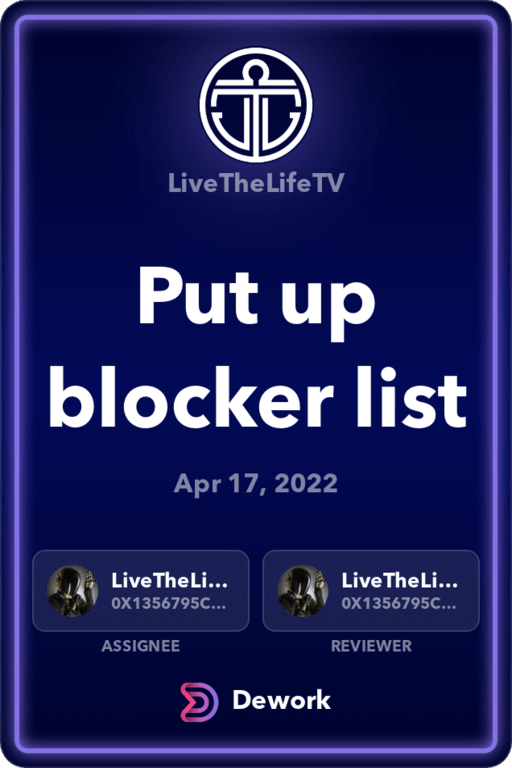 LiveTheLifeTV
Put up
blocker list
Apr 17, 2022
LiveTheLi...
0X1356795C...
ASSIGNEE
LiveTheLi...
0X1356795C...
REVIEWER
Dework